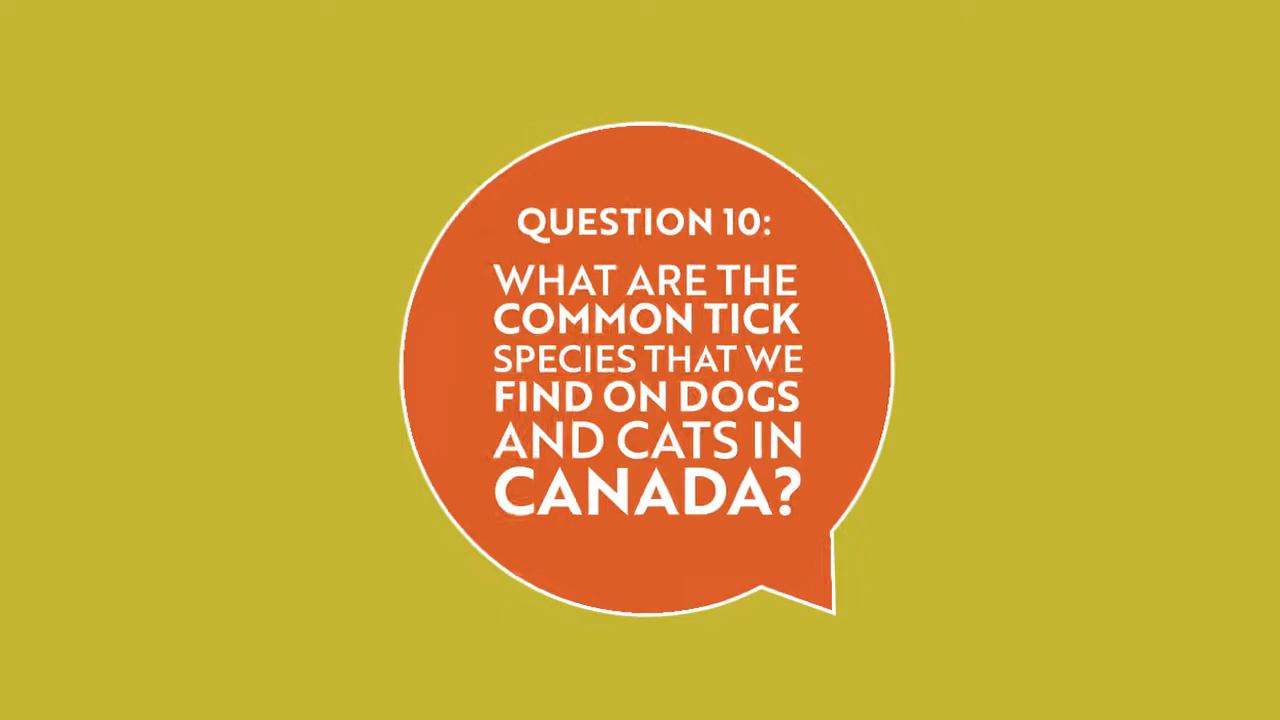 QUESTION 10:
WHAT ARE THE
COMMON TICK
SPECIES THAT WE
FIND ON DOGS
AND CATS IN
CANADA?